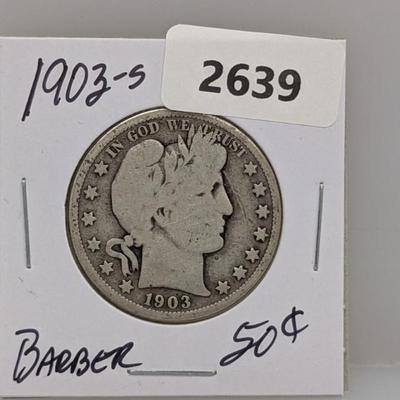 1903-S
2639
IN GOD WE TRUST
1903
BARBER 50¢